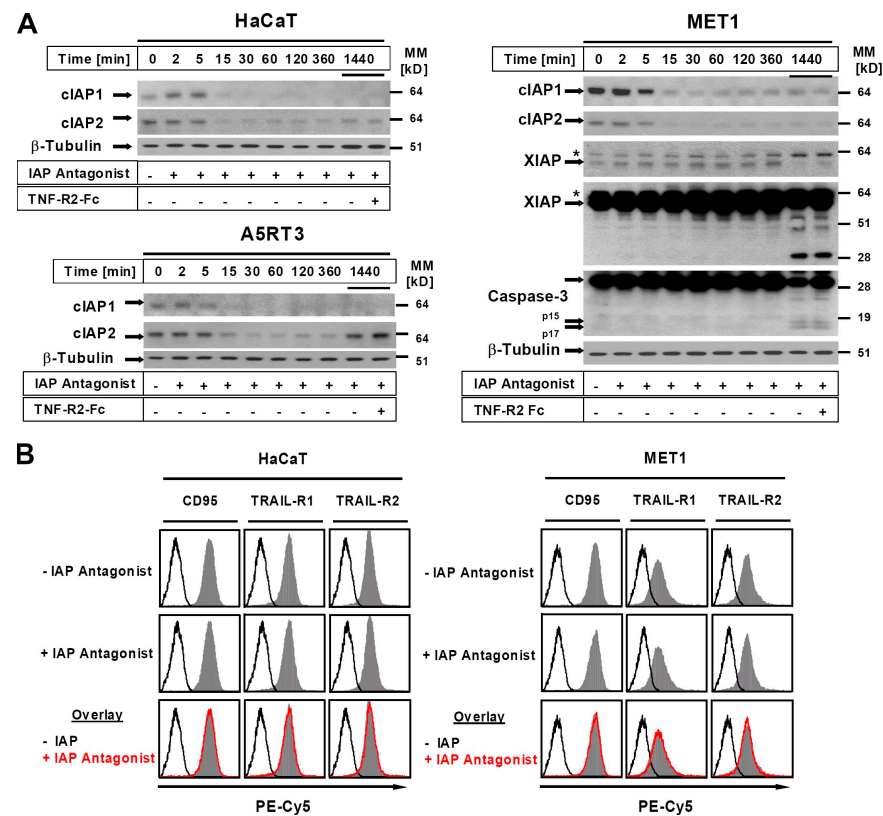 A
HaCaT
Time [min] 0 2 5 15 30 60 120 360 1440 MM [kD]
cIAP1 64
cIAP2 64
β-Tubulin 51
IAP Antagonist - + + + + + + + + +
TNF-R2-Fc - - - - - - - - - +
A5RT3
Time [min] 0 2 5 15 30 60 120 360 1440 MM [kD]
cIAP1 64
cIAP2 64
β-Tubulin 51
IAP Antagonist - + + + + + + + + +
TNF-R2-Fc - - - - - - - - - +
MET1
Time [min] 0 2 5 15 30 60 120 360 1440 MM [kD]
cIAP1 64
cIAP2 64
* 64
XIAP
* 64
XIAP
51
28
28
Caspase-3
p15 19
p17
β-Tubulin 51
IAP Antagonist - + + + + + + + + +
TNF-R2 Fc - - - - - - - - - +
B
HaCaT
CD95 TRAIL-R1 TRAIL-R2
- IAP Antagonist
+ IAP Antagonist
Overlay
- IAP
+ IAP Antagonist
PE-Cy5
MET1
CD95 TRAIL-R1 TRAIL-R2
- IAP Antagonist
+ IAP Antagonist
Overlay
- IAP
+ IAP Antagonist
PE-Cy5